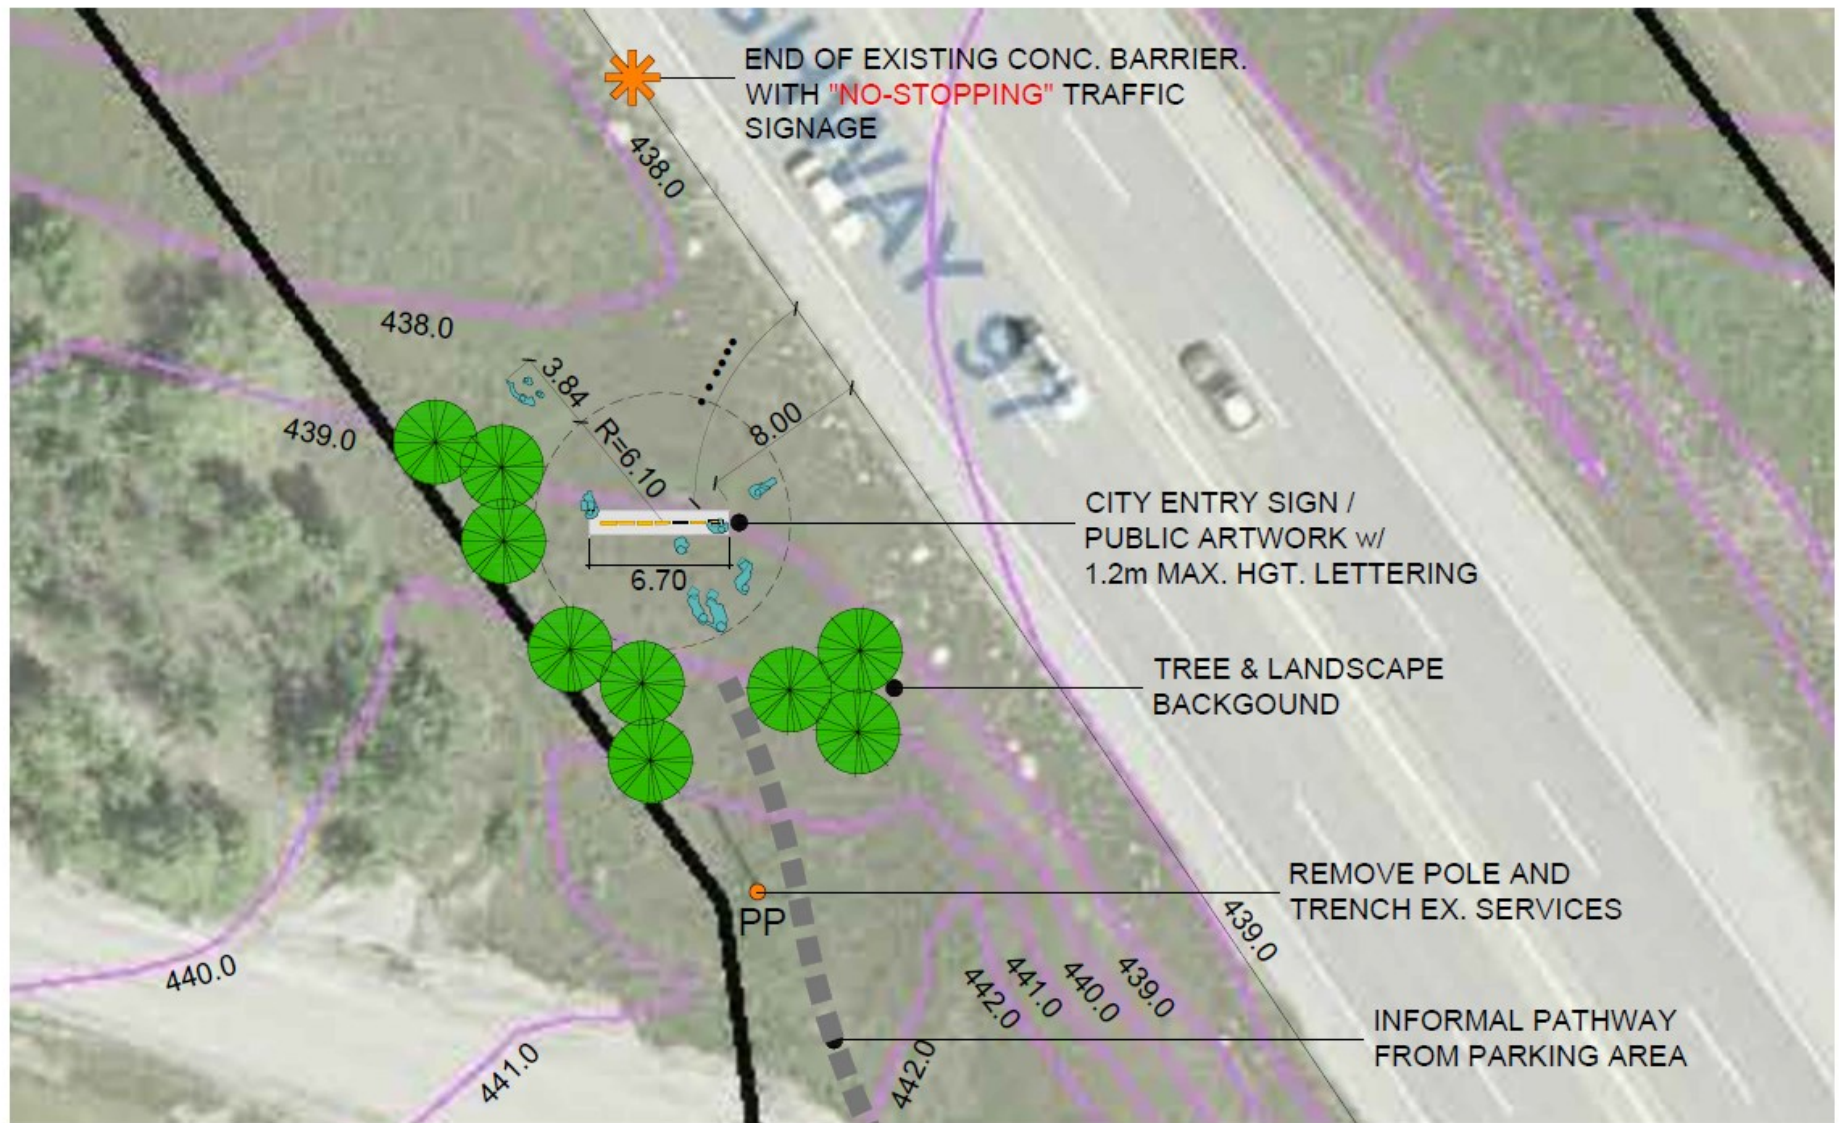 END OF EXISTING CONC. BARRIER.
WITH "NO-STOPPING" TRAFFIC
SIGNAGE
438.0
HIGHWAY 97
438.0
3.84
439.0
8.00
R=6.10
CITY ENTRY SIGN /
PUBLIC ARTWORK w/
1.2m MAX. HGT. LETTERING
6.70
TREE & LANDSCAPE
BACKGOUND
REMOVE POLE AND
TRENCH EX. SERVICES
PP
439.0
440.0
442.0
441.0
440.0
439.0
INFORMAL PATHWAY
FROM PARKING AREA
441.0
442.0